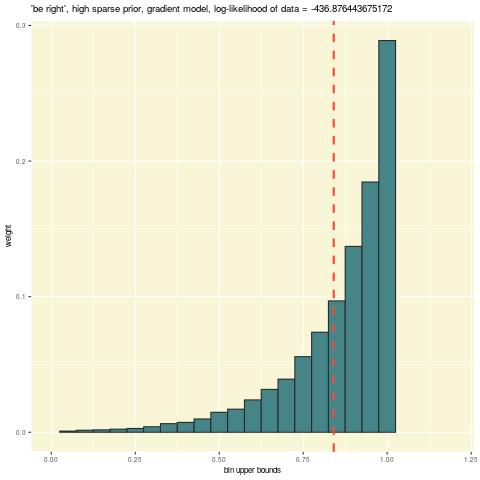 'be right', high sparse prior, gradient model, log-likelihood of data = -436.876443675172
0.3
0.2
0.1
0.0
weight
0.00 0.25 0.50 0.75 1.00 1.25
bin upper bounds